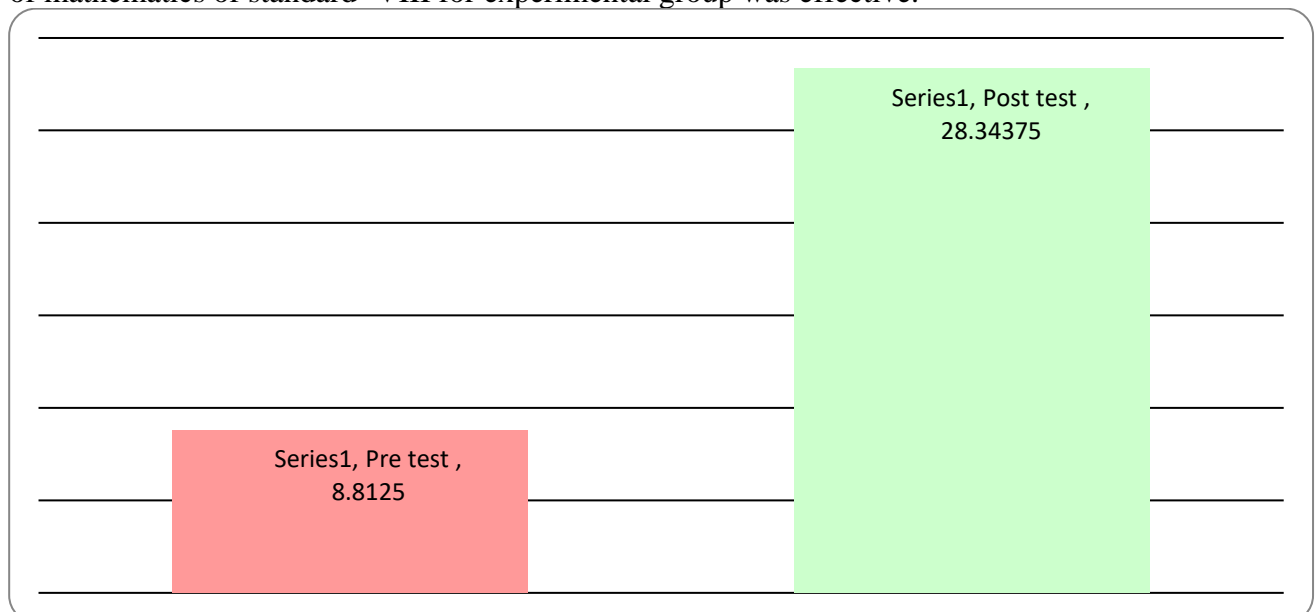 of mathematics of standard- VIII for experimental group was effective.
Series1, Post test ,
28.34375
Series1, Pre test ,
8.8125